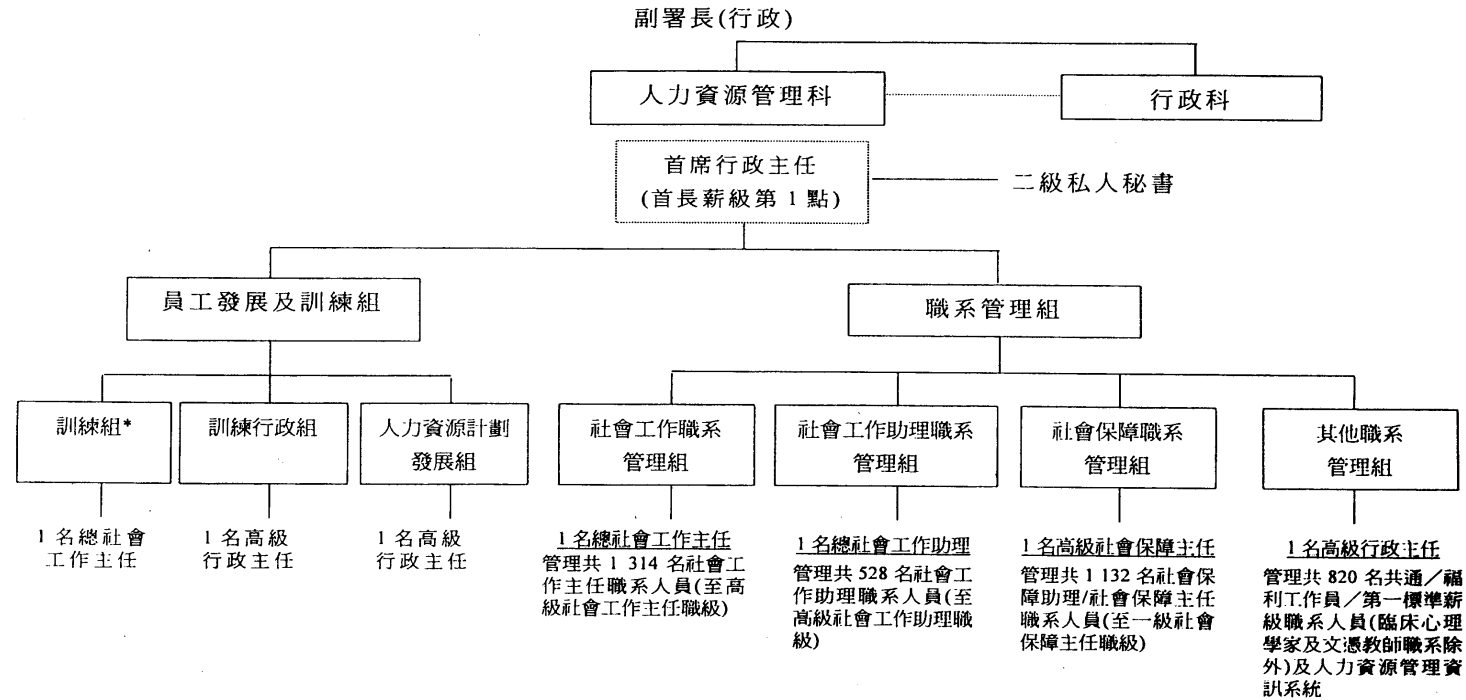 副署長(行政)
人力資源管理科
行政科
首席行政主任
(首長薪級第 1 點)
二級私人秘書
員工發展及訓練組
職系管理組
訓練組*
訓練行政組
人力資源計劃
發展組
社會工作職系
管理組
社會工作助理職系
管理組
社會保障職系
管理組
其他職系
管理組
1 名總社會
工作主任
1 名高級
行政主任
1 名高級
行政主任
1 名總社會工作主任
管理共 1 314 名社會工
作主任職系人員(至高
級社會工作主任職級)
1 名總社會工作助理
管理共 528 名社會工
作助理職系人員(至
高級社會工作助理職
級)
1 名高級社會保障主任
管理共 1 132 名社會保
障助理/社會保障主任
職系人員(至一級社會
保障主任職級)
1 名高級行政主任
管理共 820 名共通／福
利工作員／第一標準薪
級職系人員(臨床心理
學家及文憑教師職系除
外)及人力資源管理資
訊系統